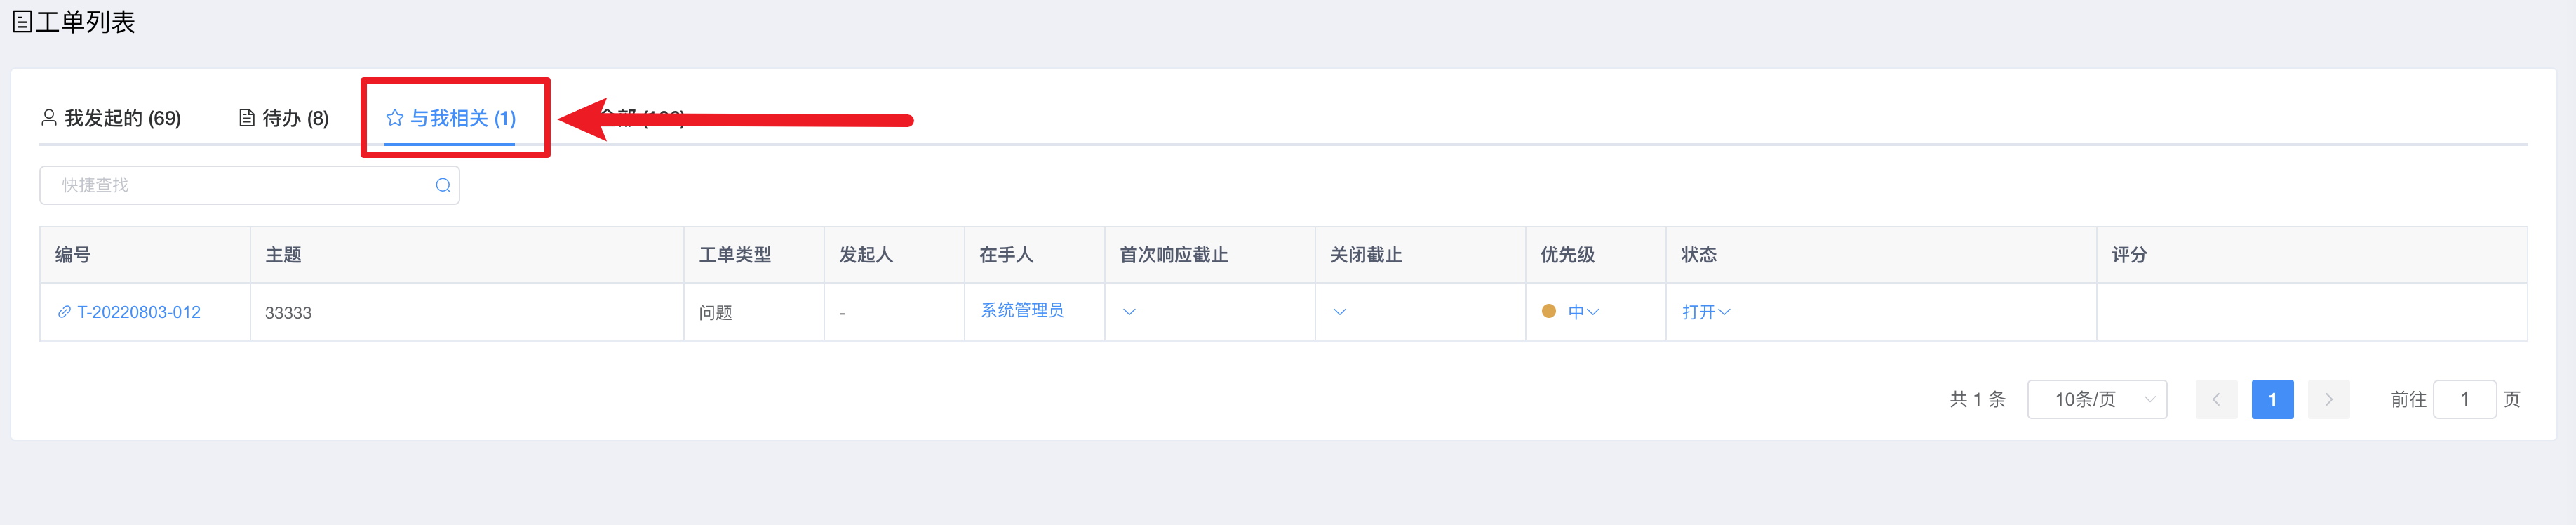 工单列表
我发起的 (69) 待办 (8) 与我相关 (1) 全部
快捷查找
编号 主题 工单类型 发起人 在手人 首次响应截止 关闭截止 优先级 状态 评分
T-20220803-012 33333 问题 - 系统管理员 中 打开
共 1 条 10条/页 1 前往 1 页